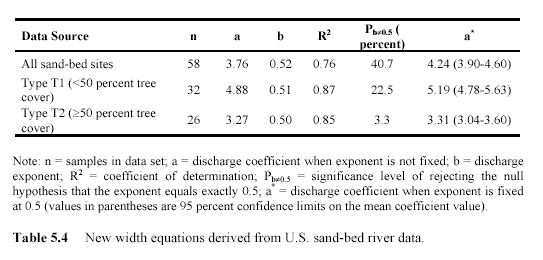 Data Source n a b R² P_b≠0.5 ( percent) a*
All sand-bed sites 58 3.76 0.52 0.76 40.7 4.24 (3.90-4.60)
Type T1 (<50 percent tree cover) 32 4.88 0.51 0.87 22.5 5.19 (4.78-5.63)
Type T2 (≥50 percent tree cover) 26 3.27 0.50 0.85 3.3 3.31 (3.04-3.60)
Note: n = samples in data set; a = discharge coefficient when exponent is not fixed; b = discharge
exponent; R² = coefficient of determination; P_b≠0.5 = significance level of rejecting the null
hypothesis that the exponent equals exactly 0.5; a* = discharge coefficient when exponent is fixed
at 0.5 (values in parentheses are 95 percent confidence limits on the mean coefficient value).
Table 5.4 New width equations derived from U.S. sand-bed river data.